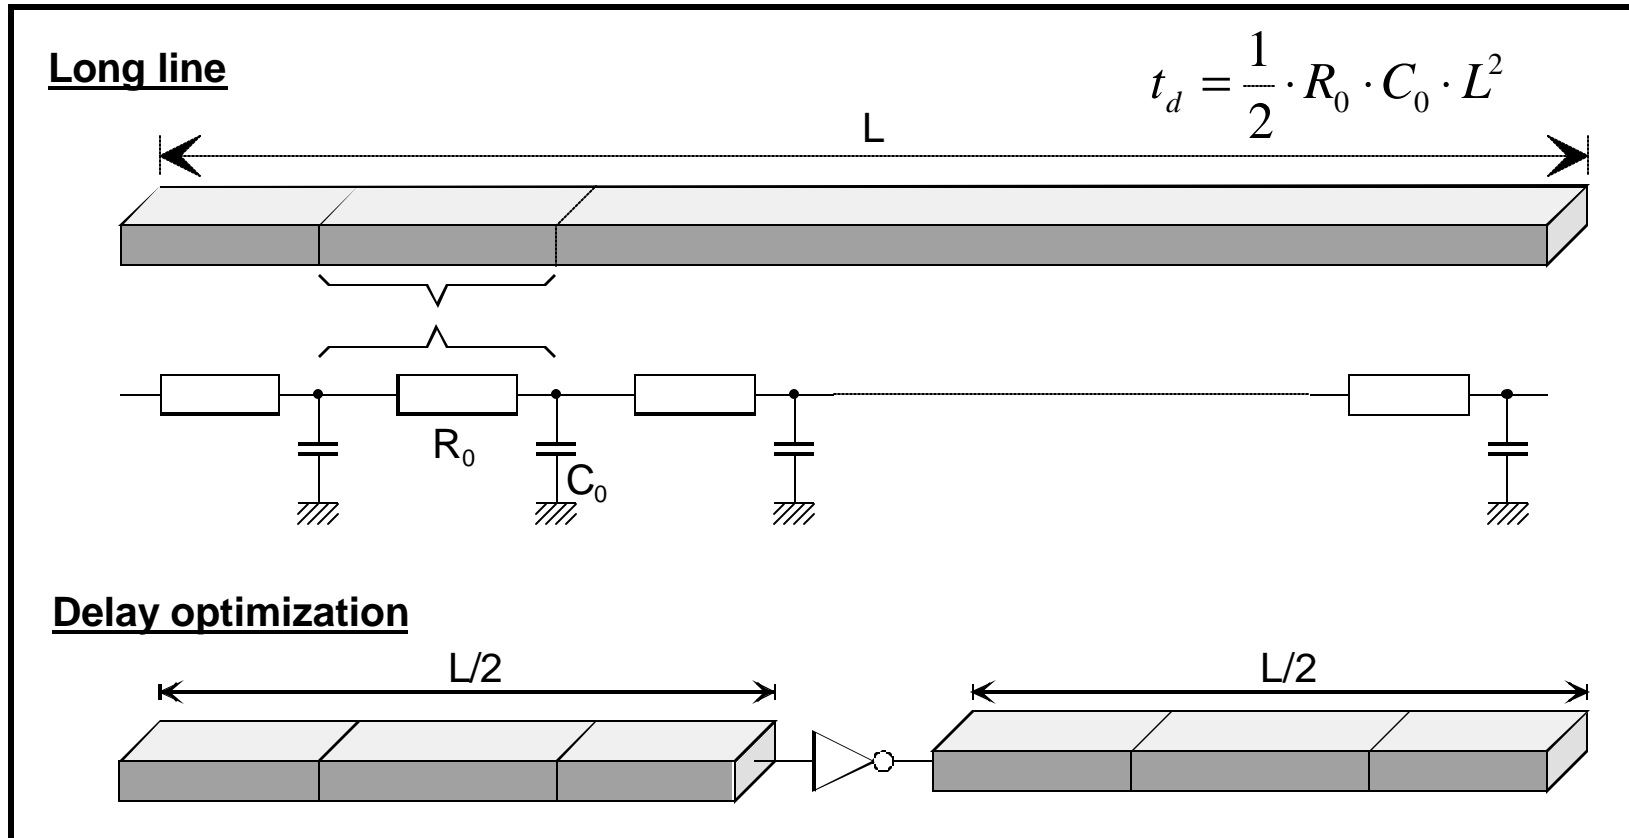 Long line
t_d = 1/2 · R_0 · C_0 · L^2
L
R_0
C_0
Delay optimization
L/2
L/2